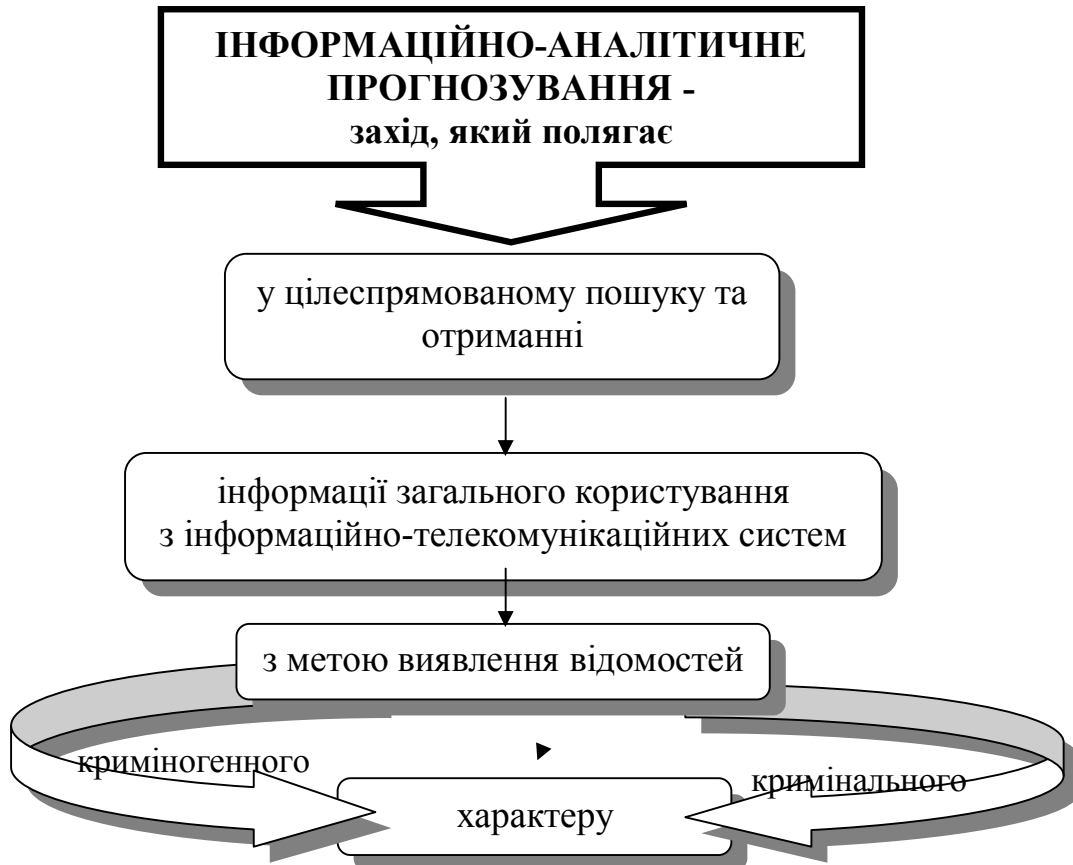 ІНФОРМАЦІЙНО-АНАЛІТИЧНЕ
ПРОГНОЗУВАННЯ -
захід, який полягає
у цілеспрямованому пошуку та
отриманні
інформації загального користування
з інформаційно-телекомунікаційних систем
з метою виявлення відомостей
криміногенного
кримінального
характеру